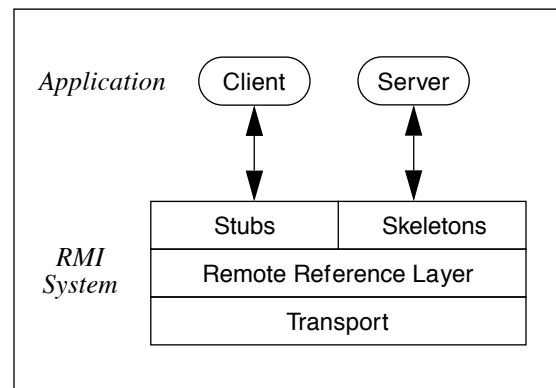 Application
Client
Server
Stubs
Skeletons
RMI
System
Remote Reference Layer
Transport